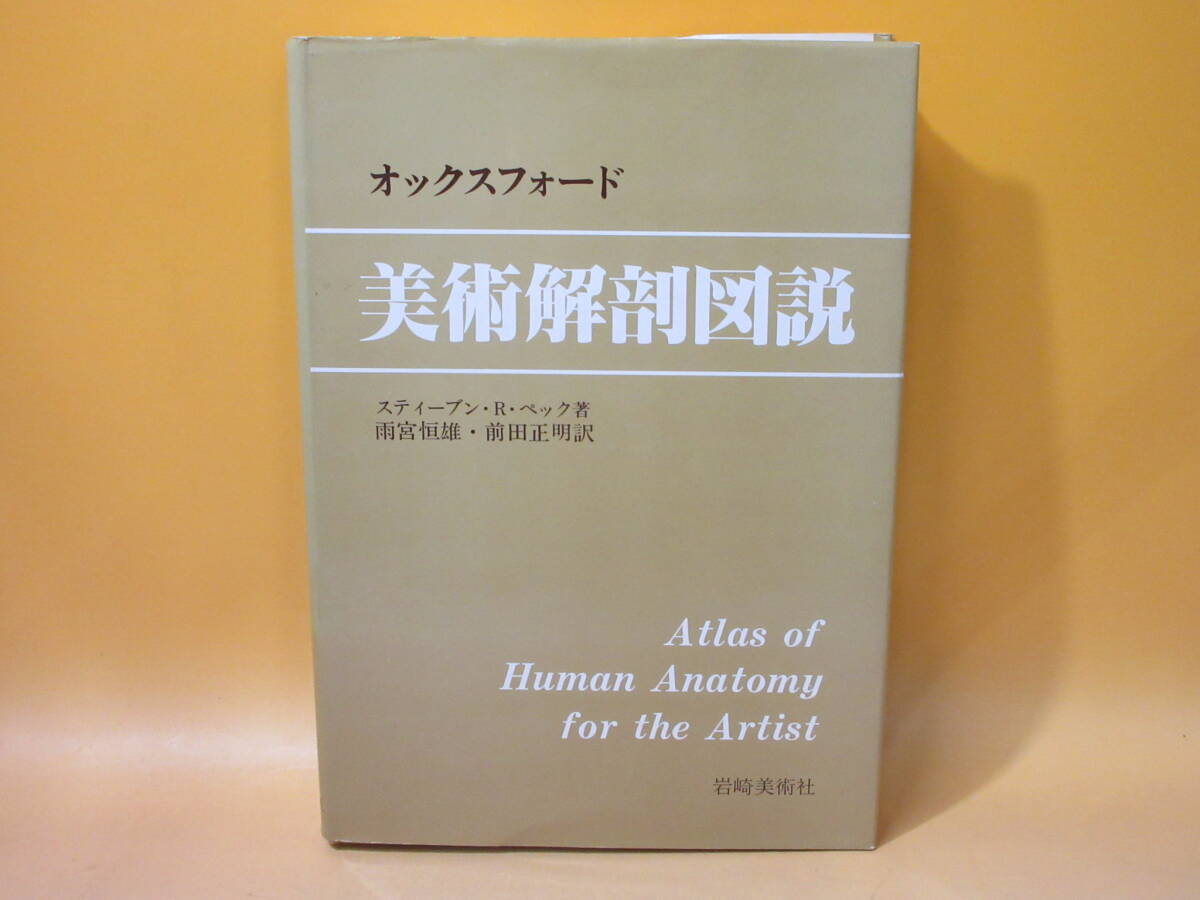 オックスフォード
美術解剖図説
スティーブン・R・ペック著
雨宮恒雄・前田正明訳
Atlas of
Human Anatomy
for the Artist
岩崎美術社